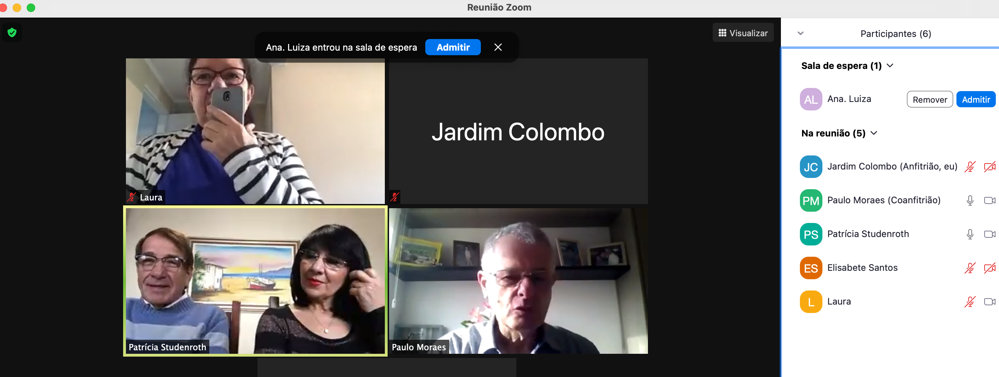 Reunião Zoom
Visualizar
Ana. Luiza entrou na sala de espera Admitir
Jardim Colombo
Laura
Patrícia Studenroth
Paulo Moraes
Participantes (6)
Sala de espera (1)
AL Ana. Luiza Remover Admitir
Na reunião (5)
JC Jardim Colombo (Anfitrião, eu)
PM Paulo Moraes (Coanfitrião)
PS Patrícia Studenroth
ES Elisabete Santos
L Laura